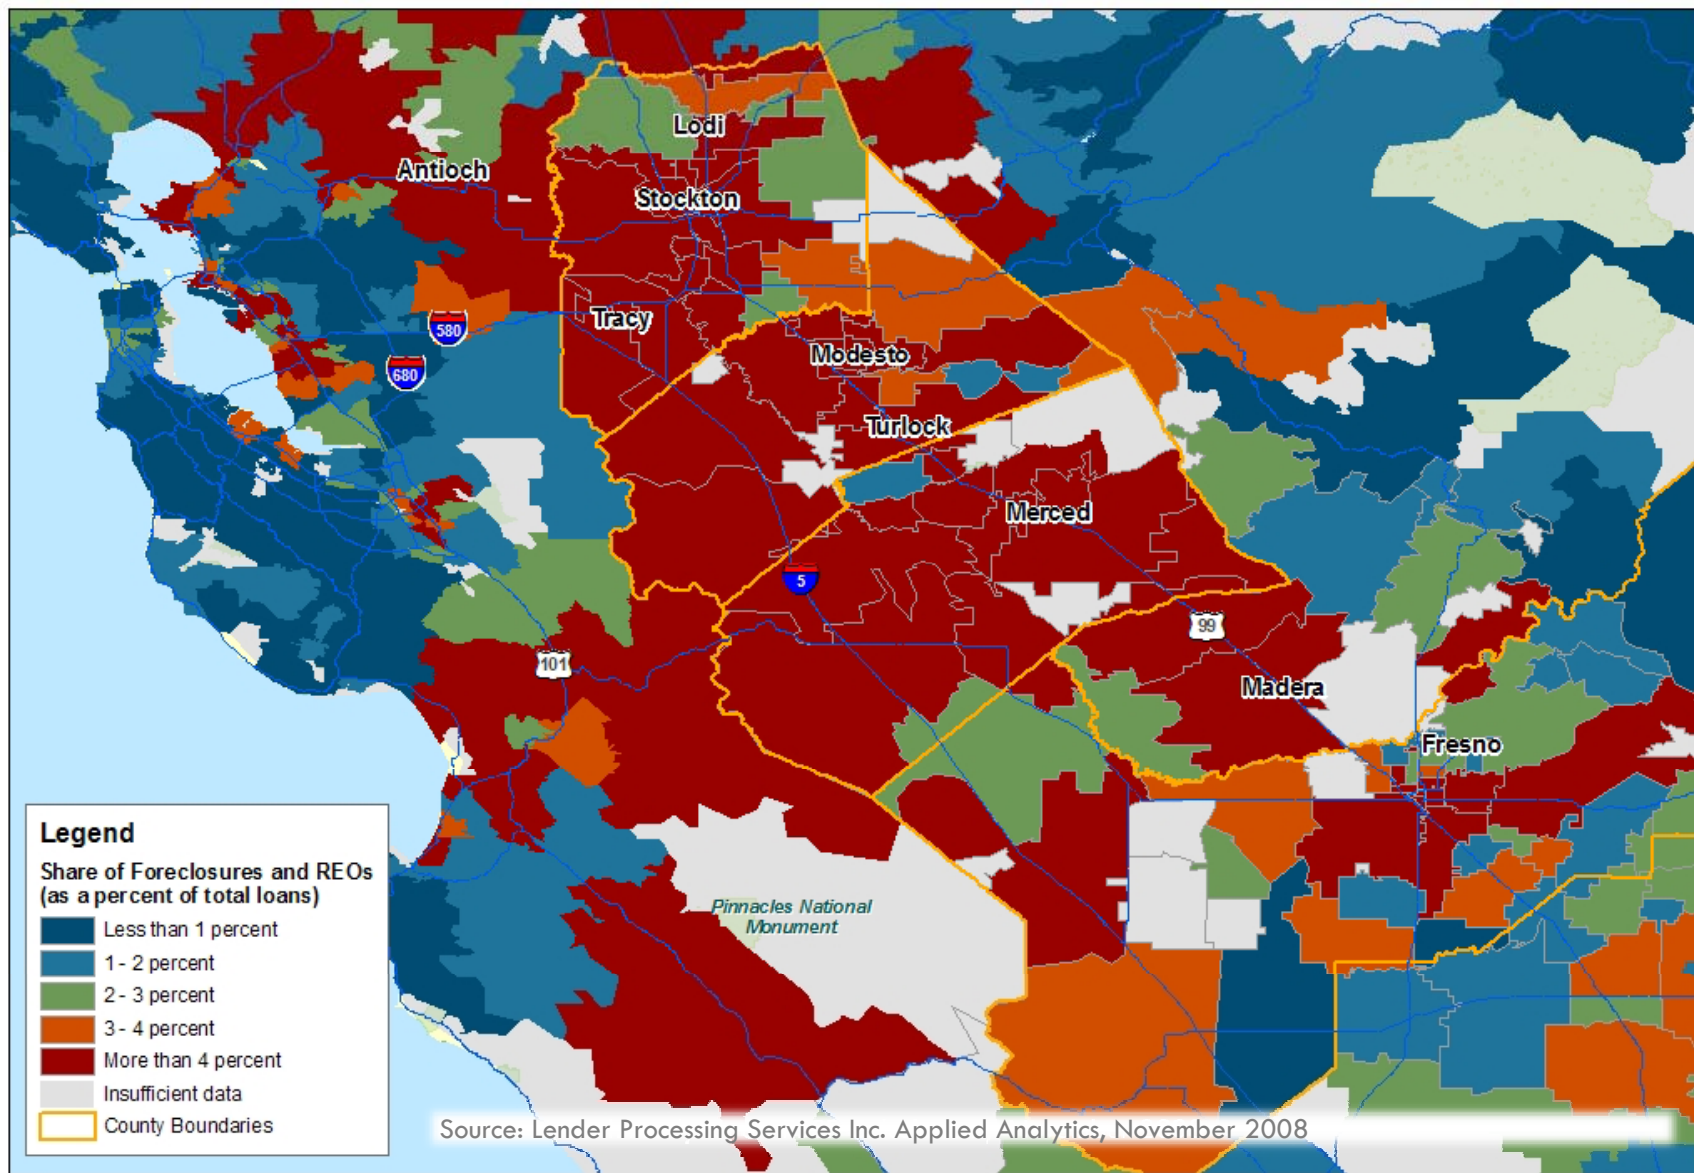 Lodi
Antioch
Stockton
Tracy
580
Modesto
680
Turlock
Merced
5
99
101
Madera
Fresno
Pinnacles National
Monument
Legend
Share of Foreclosures and REOs
(as a percent of total loans)
Less than 1 percent
1 - 2 percent
2 - 3 percent
3 - 4 percent
More than 4 percent
Insufficient data
County Boundaries
Source: Lender Processing Services Inc. Applied Analytics, November 2008